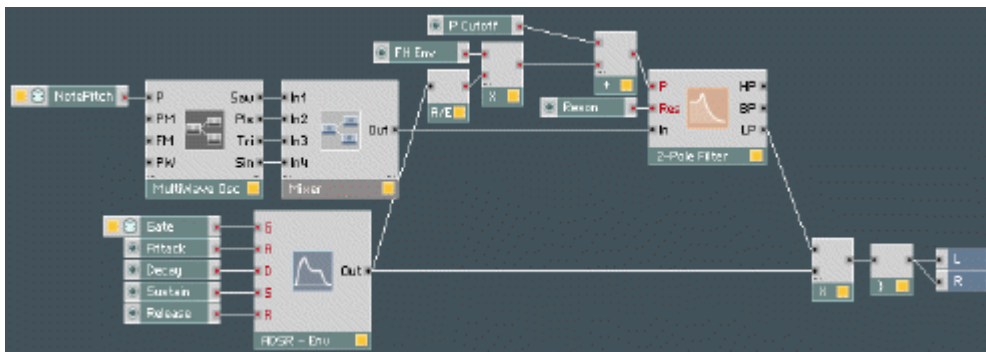 P Cutoff
FM Env
NotePitch
P
Saw
In1
PM
Pls
In2
FM
Tri
In3
PW
Sin
In4
Out
MultiWave Osc
Mixer
A/E
X
+
Reson
P
Res
In
HP
BP
LP
2-Pole Filter
Gate
Attack
Decay
Sustain
Release
G
A
D
S
R
Out
ADSR - Env
X
}
L
R